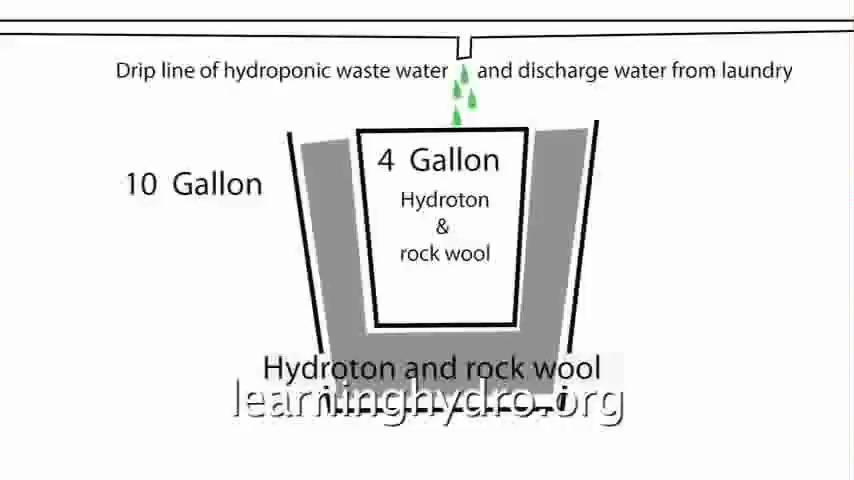 Drip line of hydroponic waste water and discharge water from laundry
10 Gallon
4 Gallon
Hydroton
&
rock wool
Hydroton and rock wool
learninghydro.org